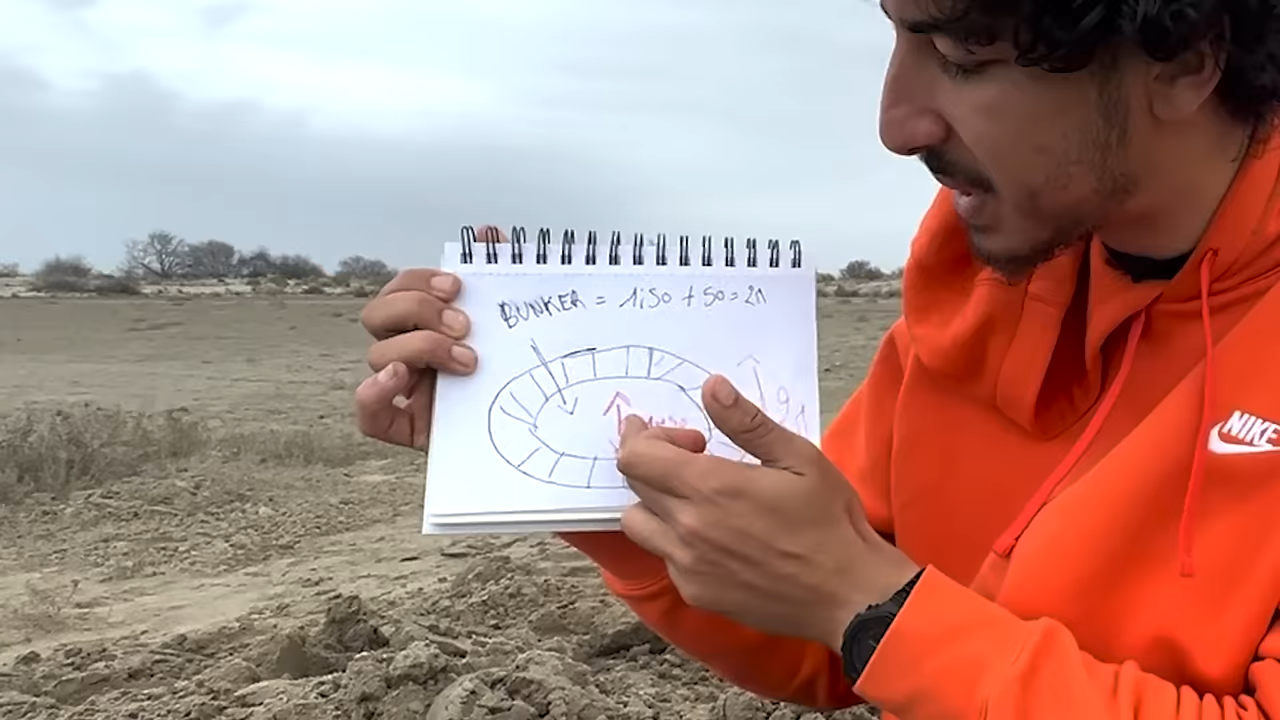 BUNKER = 1,50 + 50 = 2m
NIKE